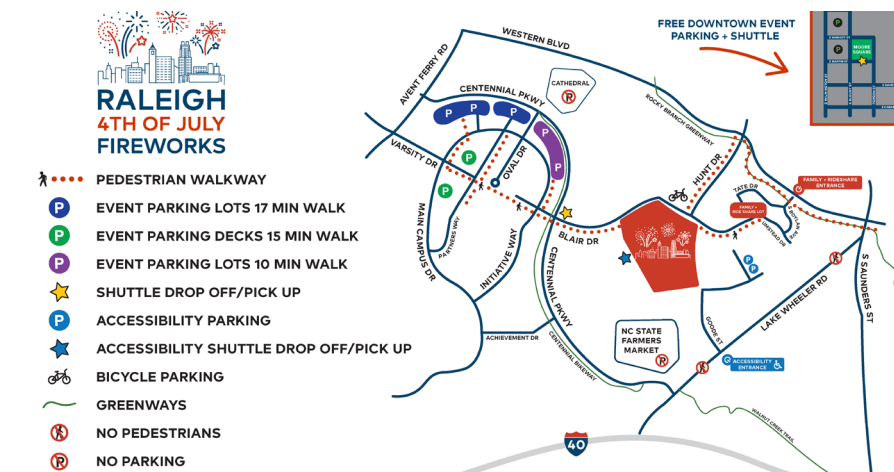 RALEIGH
4TH OF JULY
FIREWORKS
PEDESTRIAN WALKWAY
P EVENT PARKING LOTS 17 MIN WALK
P EVENT PARKING DECKS 15 MIN WALK
P EVENT PARKING LOTS 10 MIN WALK
SHUTTLE DROP OFF/PICK UP
P ACCESSIBILITY PARKING
ACCESSIBILITY SHUTTLE DROP OFF/PICK UP
BICYCLE PARKING
GREENWAYS
NO PEDESTRIANS
P NO PARKING
FREE DOWNTOWN EVENT
PARKING + SHUTTLE
P
P
MOORE
SQUARE
WESTERN BLVD
AVENT FERRY RD
CENTENNIAL PKWY
CATHEDRAL
P
P
P
P
P
P
P
P
ROCKY BRANCH GREENWAY
VARSITY DR
OVAL DR
HUNT DR
FAMILY + RIDESHARE
ENTRANCE
TATE DR
FAMILY +
RIDE SHARE LOT
UMSTEAD DR
MAIN CAMPUS DR
PARTNERS WAY
INITIATIVE WAY
BLAIR DR
CENTENNIAL PKWY
P
P
LAKE WHEELER RD
S SAUNDERS ST
GOODE ST
NC STATE
FARMERS
MARKET
P
ACHIEVEMENT DR
CENTENNIAL BIKEWAY
ACCESSIBILITY
ENTRANCE
WALNUT CREEK TRAIL
40